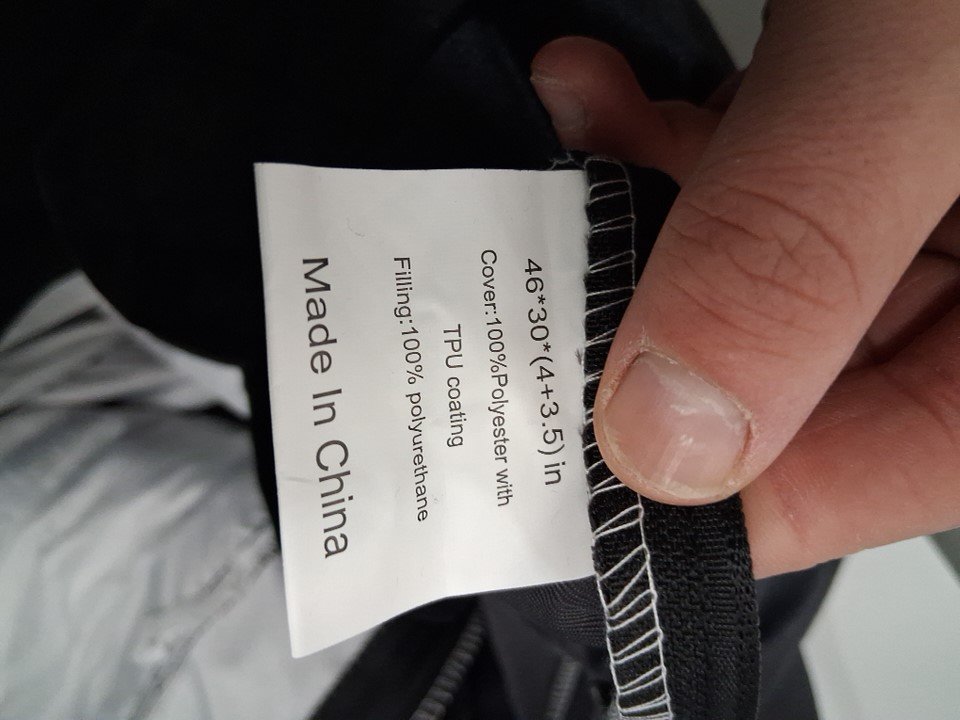 46*30*(4+3.5) in
Cover:100%Polyester with
TPU coating
Filling:100% polyurethane
Made In China